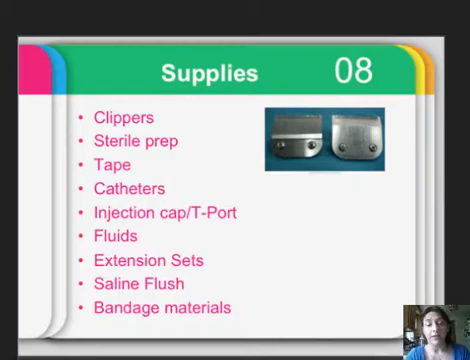 Supplies
08
• Clippers
• Sterile prep
• Tape
• Catheters
• Injection cap/T-Port
• Fluids
• Extension Sets
• Saline Flush
• Bandage materials